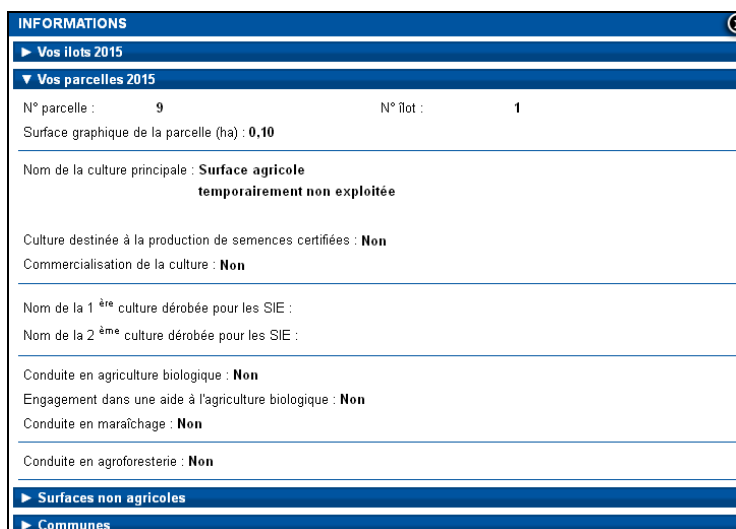 INFORMATIONS
► Vos ilots 2015
▼ Vos parcelles 2015
N° parcelle : 9 N° îlot : 1
Surface graphique de la parcelle (ha) : 0,10
Nom de la culture principale : Surface agricole
temporairement non exploitée
Culture destinée à la production de semences certifiées : Non
Commercialisation de la culture : Non
Nom de la 1 ère culture dérobée pour les SIE :
Nom de la 2 ème culture dérobée pour les SIE :
Conduite en agriculture biologique : Non
Engagement dans une aide à l'agriculture biologique : Non
Conduite en maraîchage : Non
Conduite en agroforesterie : Non
► Surfaces non agricoles
► Communes